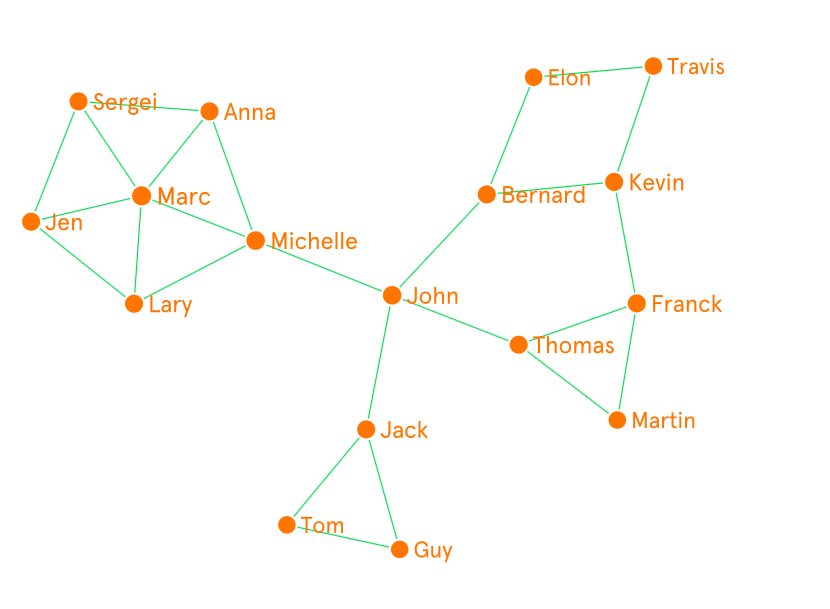 Travis
Elon
Sergei
Anna
Kevin
Bernard
Marc
Jen
Michelle
John
Lary
Franck
Thomas
Martin
Jack
Tom
Guy